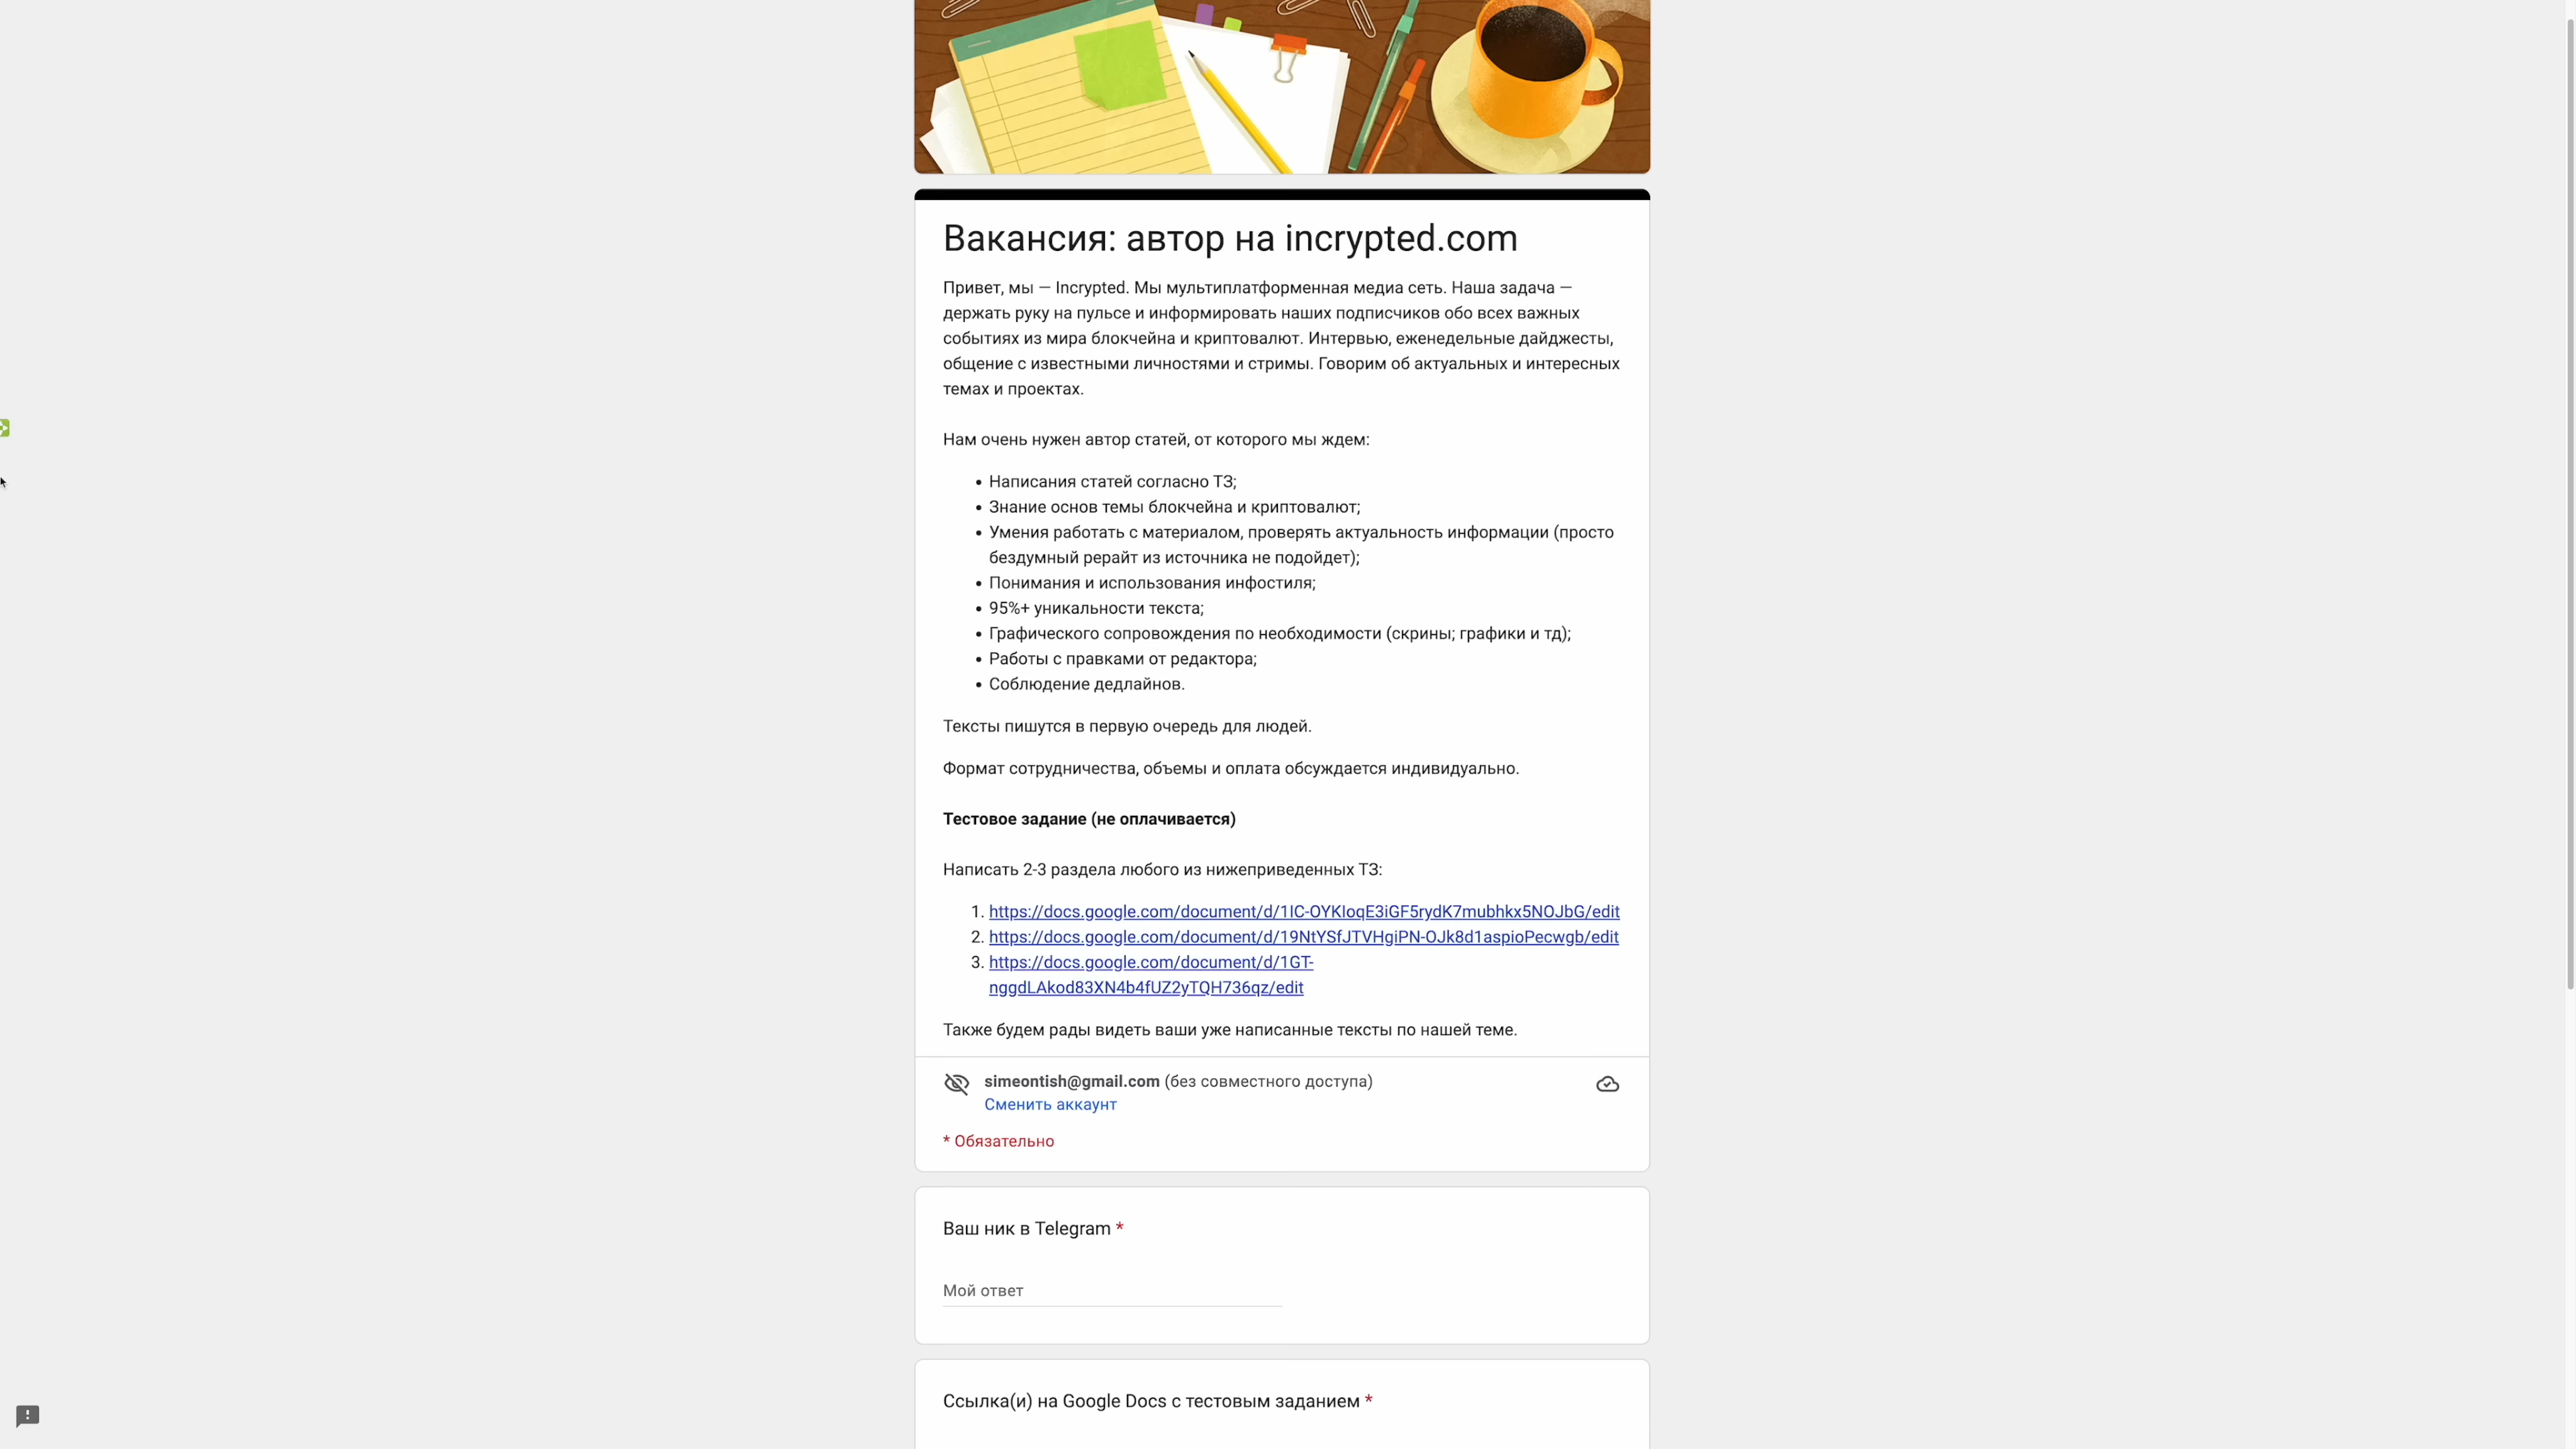 Вакансия: автор на incrypted.com
Привет, мы — Incrypted. Мы мультиплатформенная медиа сеть. Наша задача —
держать руку на пульсе и информировать наших подписчиков обо всех важных
событиях из мира блокчейна и криптовалют. Интервью, еженедельные дайджесты,
общение с известными личностями и стримы. Говорим об актуальных и интересных
темах и проектах.
Нам очень нужен автор статей, от которого мы ждем:
• Написания статей согласно ТЗ;
• Знание основ темы блокчейна и криптовалют;
• Умения работать с материалом, проверять актуальность информации (просто
бездумный рерайт из источника не подойдет);
• Понимания и использования инфостиля;
• 95%+ уникальности текста;
• Графического сопровождения по необходимости (скрины; графики и тд);
• Работы с правками от редактора;
• Соблюдение дедлайнов.
Тексты пишутся в первую очередь для людей.
Формат сотрудничества, объемы и оплата обсуждается индивидуально.
Тестовое задание (не оплачивается)
Написать 2-3 раздела любого из нижеприведенных ТЗ:
1. https://docs.google.com/document/d/1IC-OYKIoqE3iGF5rydK7mubhkx5NOJbG/edit
2. https://docs.google.com/document/d/19NtYSfJTVHgiPN-OJk8d1aspioPecwgb/edit
3. https://docs.google.com/document/d/1GT-
nggdLAkod83XN4b4fUZ2yTQH736qz/edit
Также будем рады видеть ваши уже написанные тексты по нашей теме.
simeontish@gmail.com (без совместного доступа)
Сменить аккаунт
* Обязательно
Ваш ник в Telegram *
Мой ответ
Ссылка(и) на Google Docs с тестовым заданием *